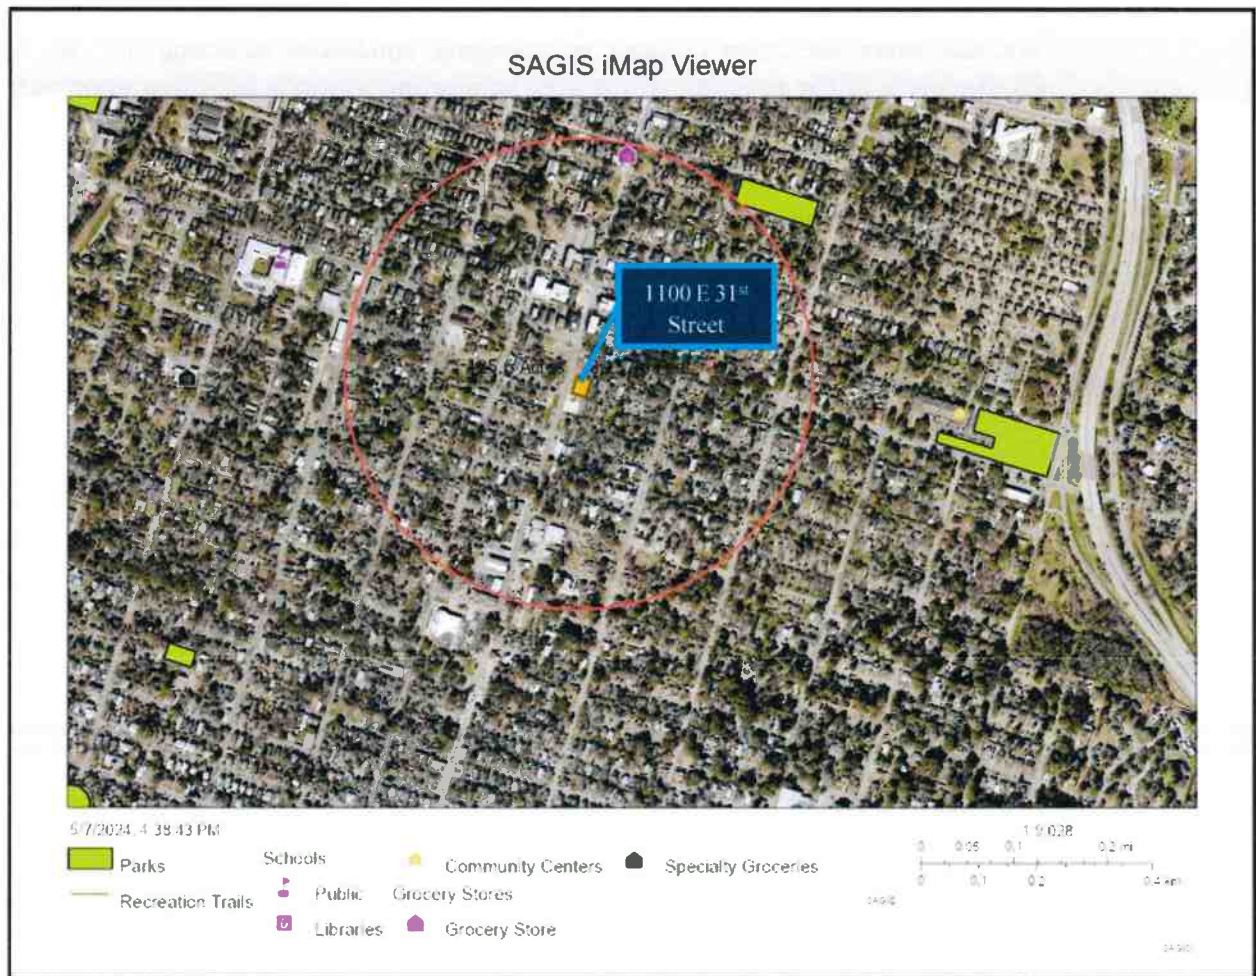 SAGIS iMap Viewer
1100 E 31st
Street
5/7/2024, 4:38:43 PM
1:9,028
Parks
Recreation Trails
Schools
Public
Libraries
Community Centers
Grocery Stores
Grocery Store
Specialty Groceries
0 0.05 0.1 0.2 mi
0 0.1 0.2 0.4 km
SAGIS
SAGIS